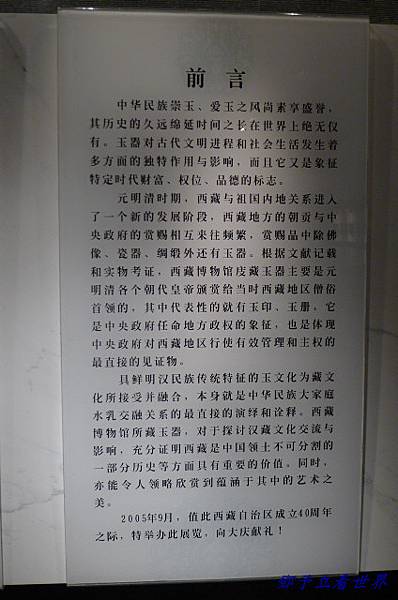 前言
中华民族崇玉、爱玉之风尚素享盛誉，
其历史的久远绵延时间之长在世界上绝无仅
有。玉器对古代文明进程和社会生活发生着
多方面的独特作用与影响，而且它又是象征
特定时代财富、权位、品德的标志。
元明清时期，西藏与祖国内地关系进入
了一个新的发展阶段，西藏地方的朝贡与中
央政府的赏赐相互来往频繁，赏赐品中除佛
像、瓷器、绸缎外还有玉器。根据文献记载
和实物考证，西藏博物馆庋藏玉器主要是元
明清各个朝代皇帝颁赏给当时西藏地区僧俗
首领的，其中代表性的就有玉印、玉册，它
是中央政府任命地方政权的象征，也是体现
中央政府对西藏地区行使有效管理和主权的
最直接的见证物。
具鲜明汉民族传统特征的玉文化为藏文
化所接受并融合，本身就是中华民族大家庭
水乳交融关系的最直接的演绎和诠释。西藏
博物馆所藏玉器，对于探讨汉藏文化交流与
影响，充分证明西藏是中国领土不可分割的
一部分历史等方面具有重要的价值。同时，
亦能令人领略欣赏到蕴涵于其中的艺术之
美。
2005年9月，值此西藏自治区成立40周年
之际，特举办此展览，向大庆献礼！
看世界